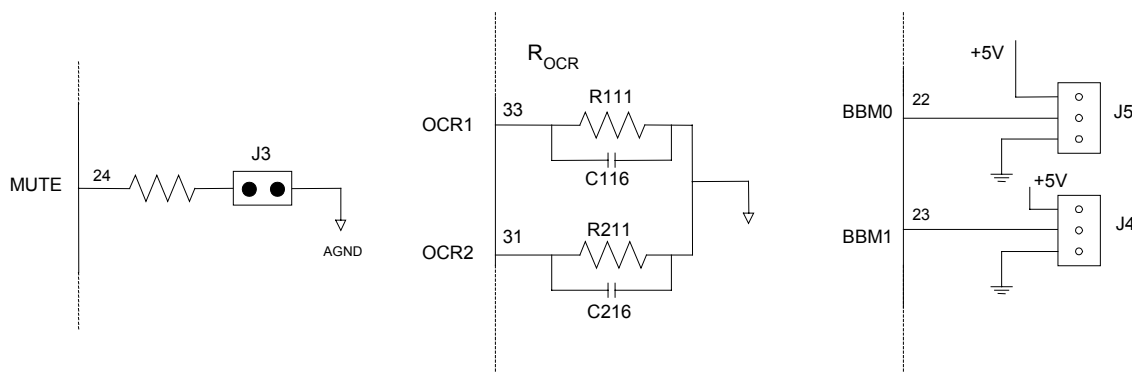 MUTE
24
J3
AGND
R_OCR
OCR1
33
R111
C116
OCR2
31
R211
C216
+5V
BBM0
22
J5
+5V
BBM1
23
J4